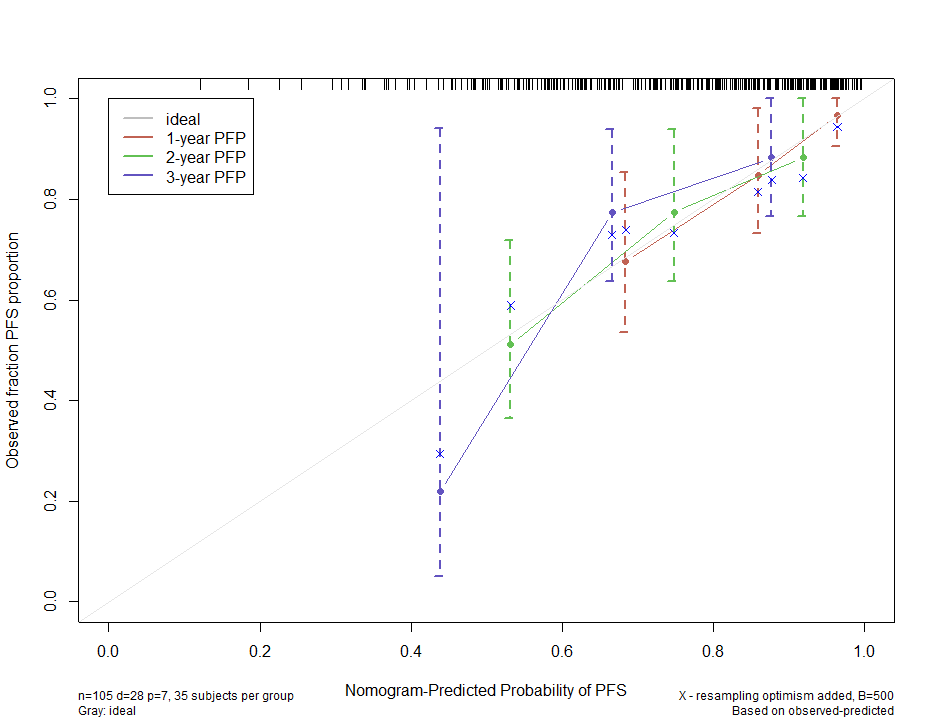 ideal
1-year PFP
2-year PFP
3-year PFP
Observed fraction PFS proportion
1.0
0.8
0.6
0.4
0.2
0.0
0.0 0.2 0.4 0.6 0.8 1.0
Nomogram-Predicted Probability of PFS
n=105 d=28 p=7, 35 subjects per group
Gray: ideal
X - resampling optimism added, B=500
Based on observed-predicted